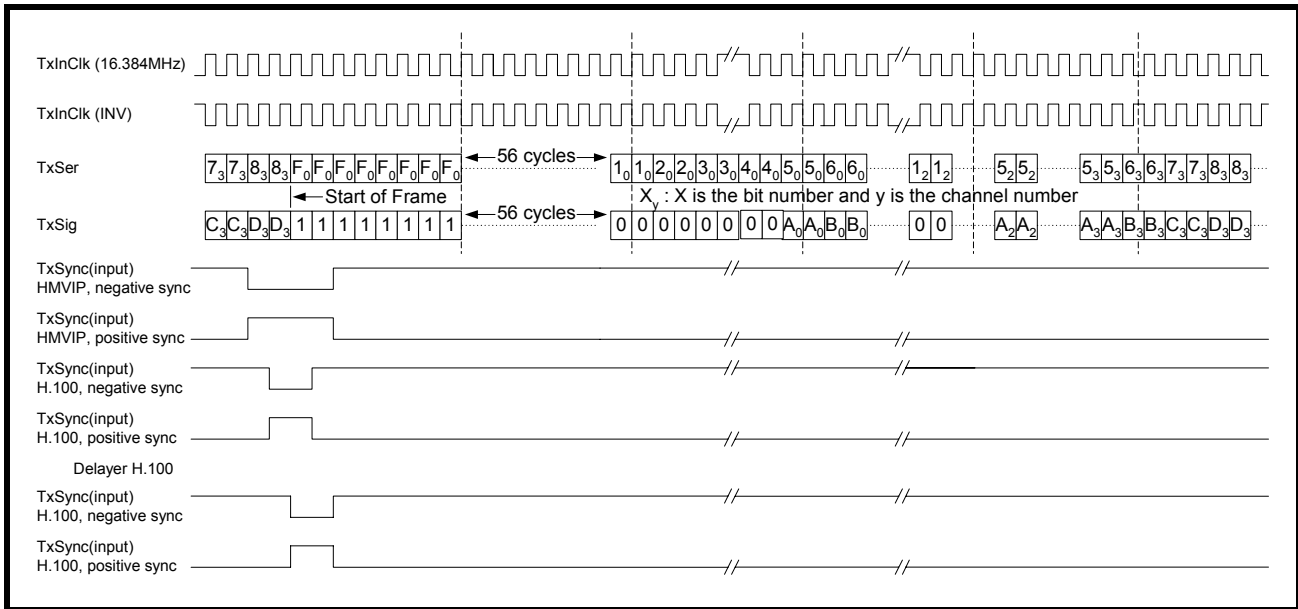 TxInClk (16.384MHz)
TxInClk (INV)
TxSer 7₃ 7₃ 8₃ 8₃ F₀ F₀ F₀ F₀ F₀ F₀ F₀ F₀ 56 cycles 1₀ 1₀ 2₀ 2₀ 3₀ 3₀ 4₀ 4₀ 5₀ 5₀ 6₀ 6₀ 1₂ 1₂ 5₂ 5₂ 5₃ 5₃ 6₃ 6₃ 7₃ 7₃ 8₃ 8₃
Start of Frame X_y : X is the bit number and y is the channel number
TxSig C₃ C₃ D₃ D₃ 1 1 1 1 1 1 1 1 56 cycles 0 0 0 0 0 0 0 0 A₀ A₀ B₀ B₀ 0 0 A₂ A₂ A₃ A₃ B₃ B₃ C₃ C₃ D₃ D₃
TxSync(input)
HMVIP, negative sync
TxSync(input)
HMVIP, positive sync
TxSync(input)
H.100, negative sync
TxSync(input)
H.100, positive sync
Delayer H.100
TxSync(input)
H.100, negative sync
TxSync(input)
H.100, positive sync